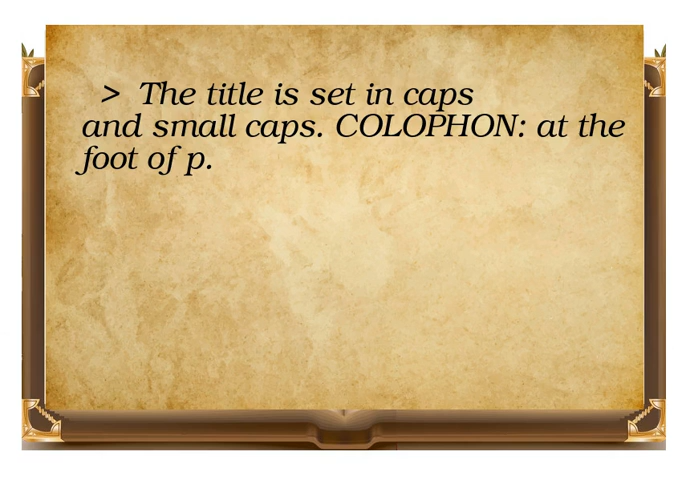 > The title is set in caps
and small caps. COLOPHON: at the
foot of p.